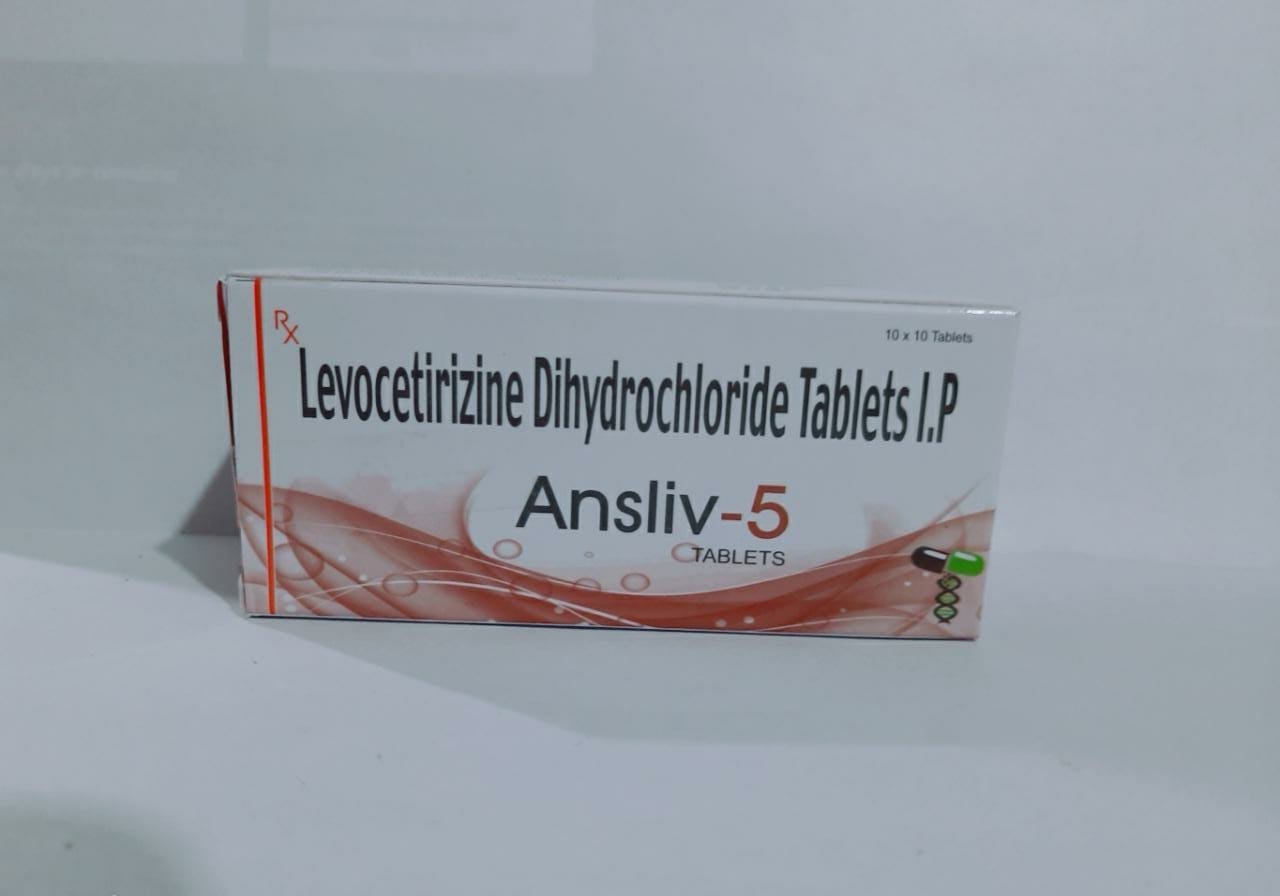 Rx
10 x 10 Tablets
Levocetirizine Dihydrochloride Tablets I.P
Ansliv-5
TABLETS